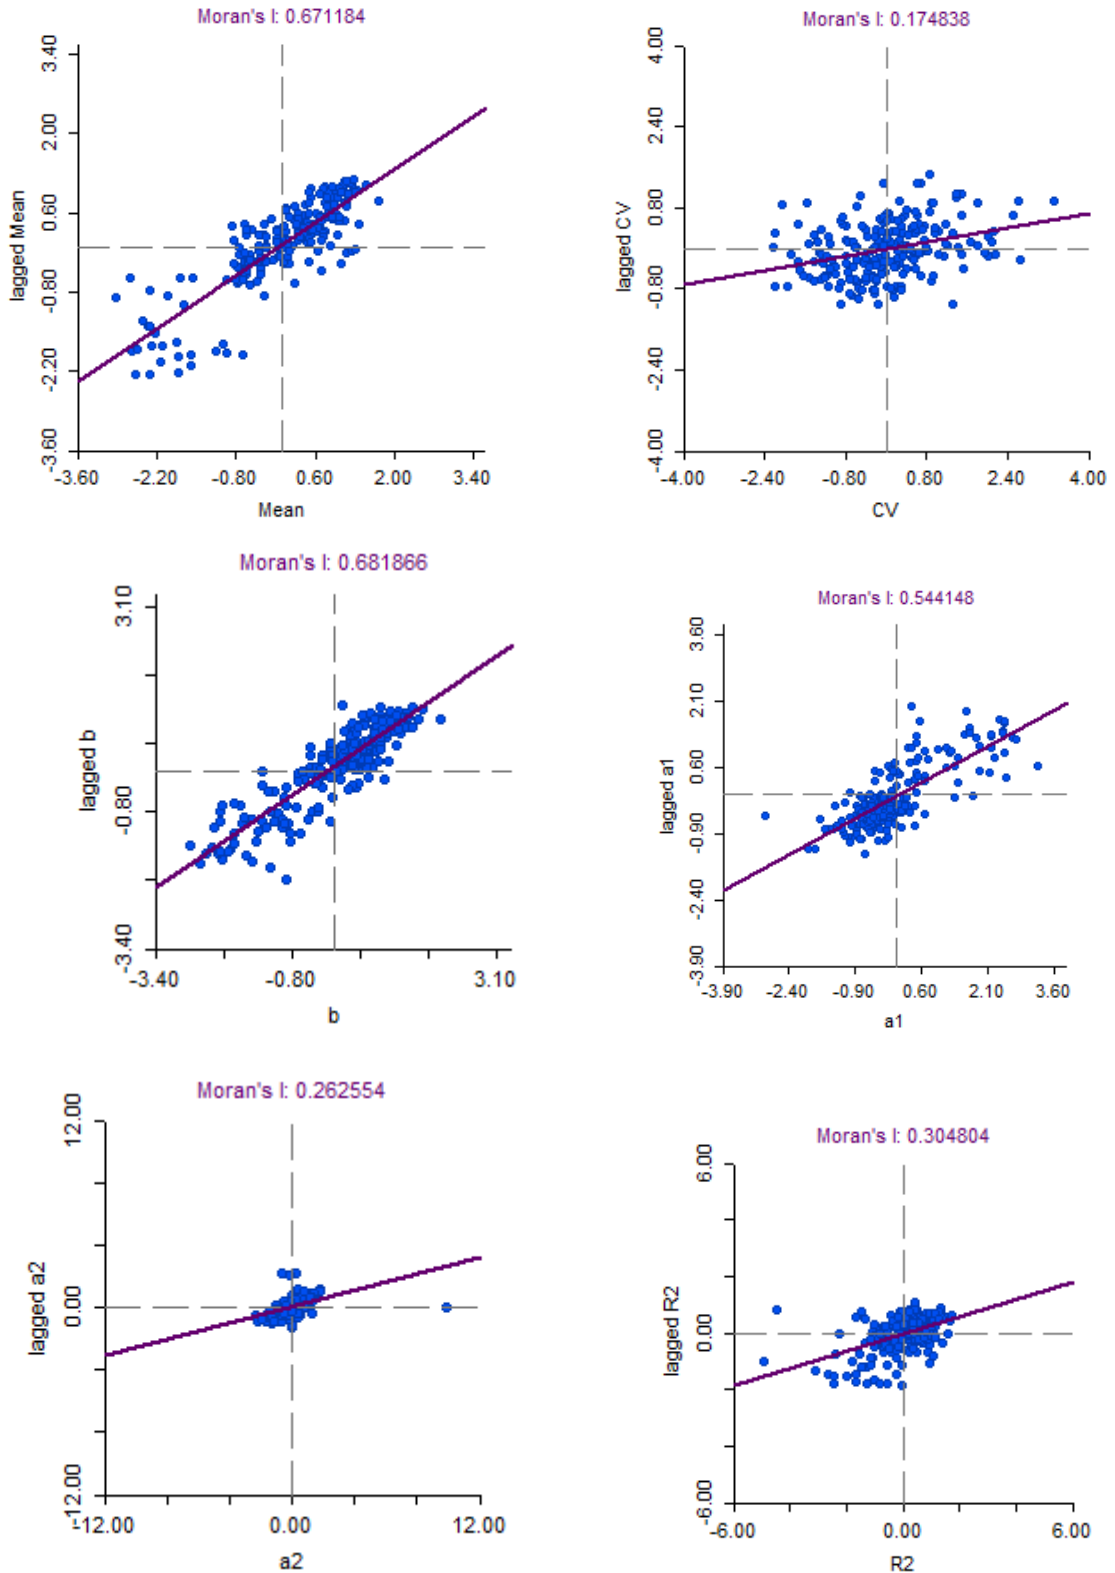 Moran's I: 0.671184
3.40
2.00
0.60
-0.80
-2.20
-3.60
lagged Mean
-3.60 -2.20 -0.80 0.60 2.00 3.40
Mean
Moran's I: 0.174838
4.00
2.40
0.80
-0.80
-2.40
-4.00
lagged CV
-4.00 -2.40 -0.80 0.80 2.40 4.00
CV
Moran's I: 0.681866
3.10
-0.80
-3.40
lagged b
-3.40 -0.80 3.10
b
Moran's I: 0.544148
3.60
2.10
0.60
-0.90
-2.40
-3.90
lagged a1
-3.90 -2.40 -0.90 0.60 2.10 3.60
a1
Moran's I: 0.262554
12.00
0.00
-12.00
lagged a2
-12.00 0.00 12.00
a2
Moran's I: 0.304804
6.00
0.00
-6.00
lagged R2
-6.00 0.00 6.00
R2